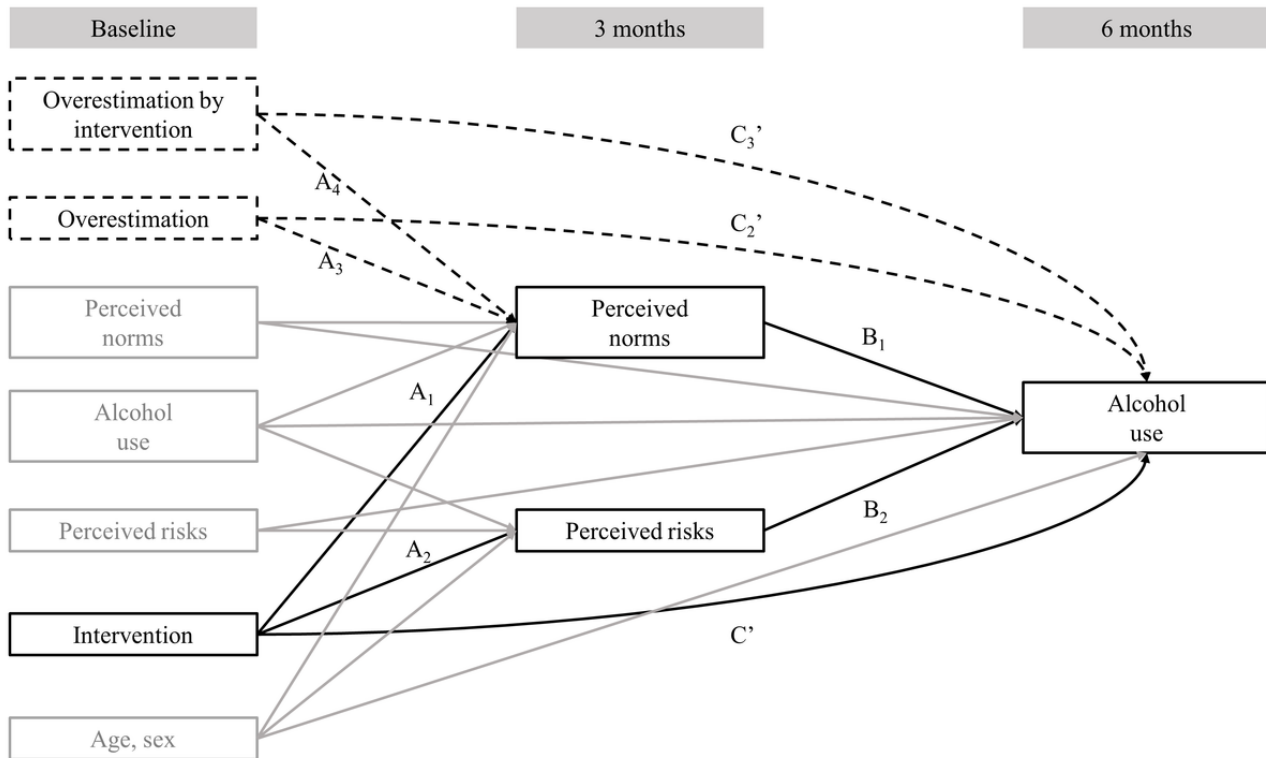 Baseline
3 months
6 months
Overestimation by
intervention
C₃’
A₄
Overestimation
C₂’
A₃
Perceived
norms
Perceived
norms
B₁
A₁
Alcohol
use
Alcohol
use
Perceived risks
A₂
Perceived risks
B₂
Intervention
C’
Age, sex